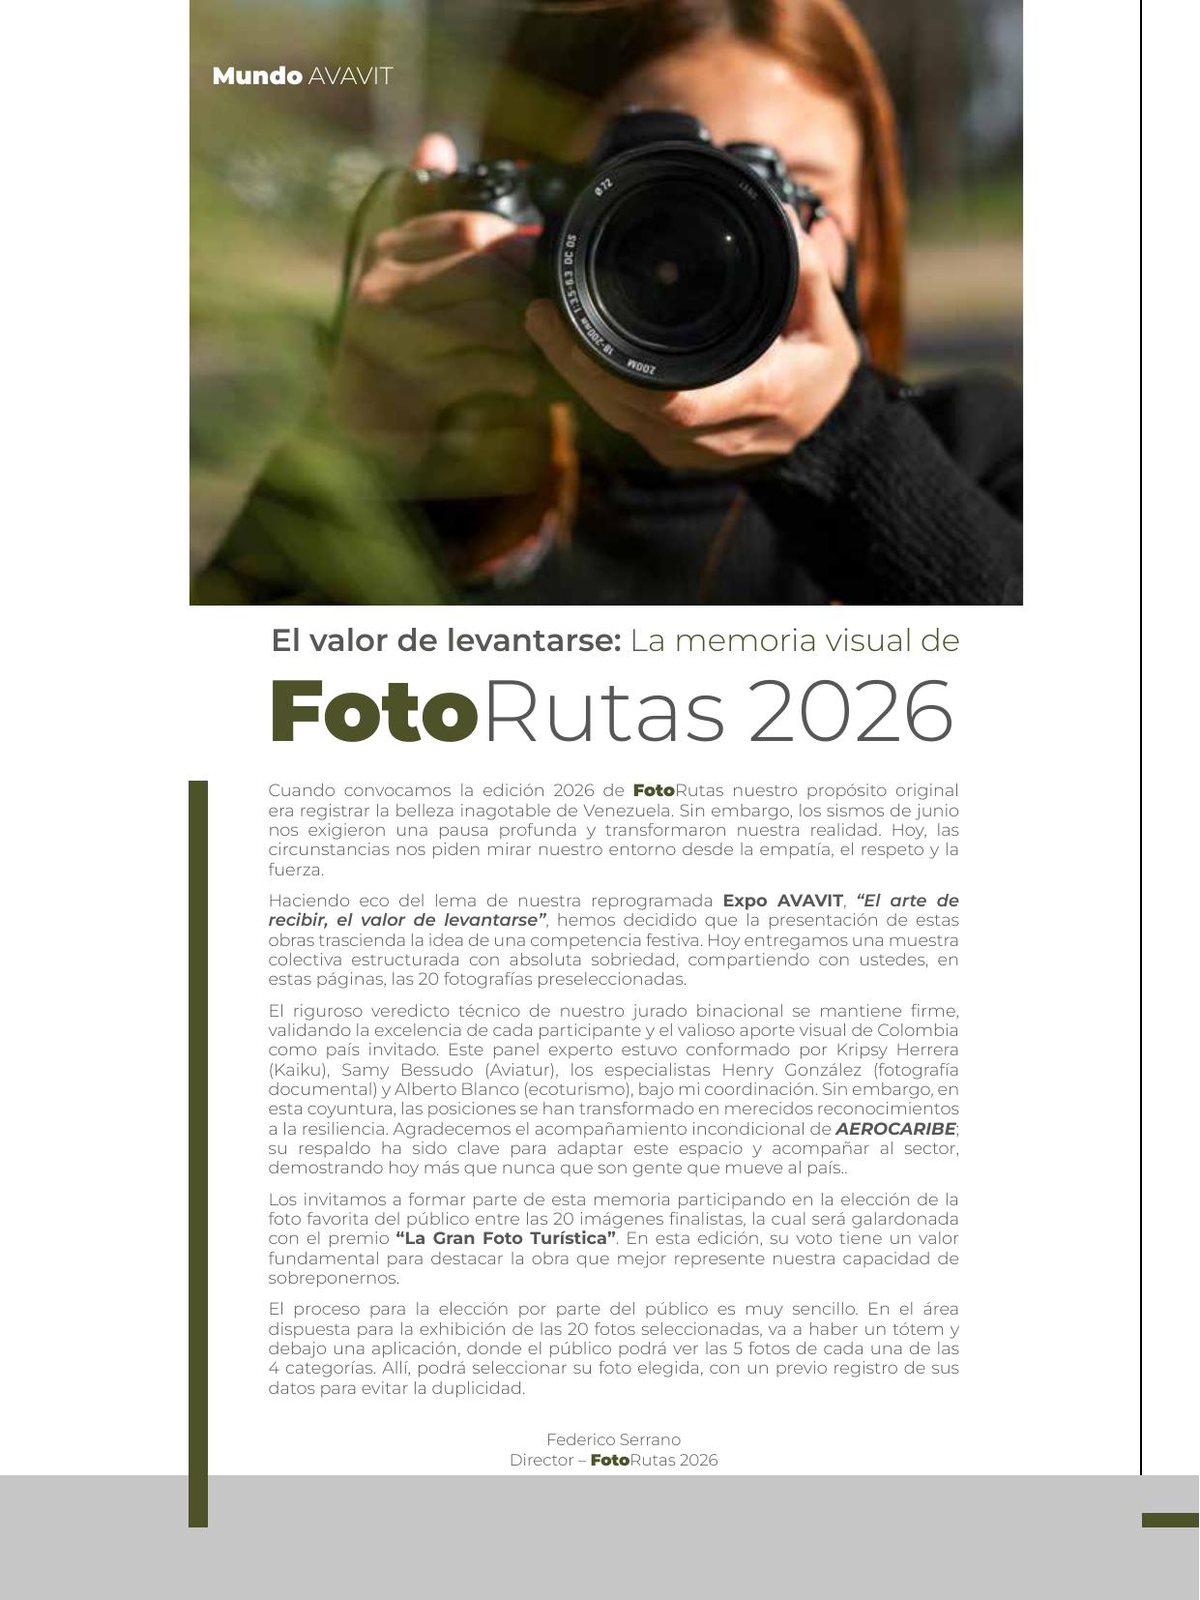 Mundo AVAVIT
Ø72
1:3.5-6.3 DC OS
18-200mm
ZOOM
El valor de levantarse: La memoria visual de
FotoRutas 2026
Cuando convocamos la edición 2026 de FotoRutas nuestro propósito original
era registrar la belleza inagotable de Venezuela. Sin embargo, los sismos de junio
nos exigieron una pausa profunda y transformaron nuestra realidad. Hoy, las
circunstancias nos piden mirar nuestro entorno desde la empatía, el respeto y la
fuerza.
Haciendo eco del lema de nuestra reprogramada Expo AVAVIT, “El arte de
recibir, el valor de levantarse”, hemos decidido que la presentación de estas
obras trascienda la idea de una competencia festiva. Hoy entregamos una muestra
colectiva estructurada con absoluta sobriedad, compartiendo con ustedes, en
estas páginas, las 20 fotografías preseleccionadas.
El riguroso veredicto técnico de nuestro jurado binacional se mantiene firme,
validando la excelencia de cada participante y el valioso aporte visual de Colombia
como país invitado. Este panel experto estuvo conformado por Kripsy Herrera
(Kaiku), Samy Bessudo (Aviatur), los especialistas Henry González (fotografía
documental) y Alberto Blanco (ecoturismo), bajo mi coordinación. Sin embargo, en
esta coyuntura, las posiciones se han transformado en merecidos reconocimientos
a la resiliencia. Agradecemos el acompañamiento incondicional de AEROCARIBE;
su respaldo ha sido clave para adaptar este espacio y acompañar al sector,
demostrando hoy más que nunca que son gente que mueve al país..
Los invitamos a formar parte de esta memoria participando en la elección de la
foto favorita del público entre las 20 imágenes finalistas, la cual será galardonada
con el premio “La Gran Foto Turística”. En esta edición, su voto tiene un valor
fundamental para destacar la obra que mejor represente nuestra capacidad de
sobreponernos.
El proceso para la elección por parte del público es muy sencillo. En el área
dispuesta para la exhibición de las 20 fotos seleccionadas, va a haber un tótem y
debajo una aplicación, donde el público podrá ver las 5 fotos de cada una de las
4 categorías. Allí, podrá seleccionar su foto elegida, con un previo registro de sus
datos para evitar la duplicidad.
Federico Serrano
Director – FotoRutas 2026